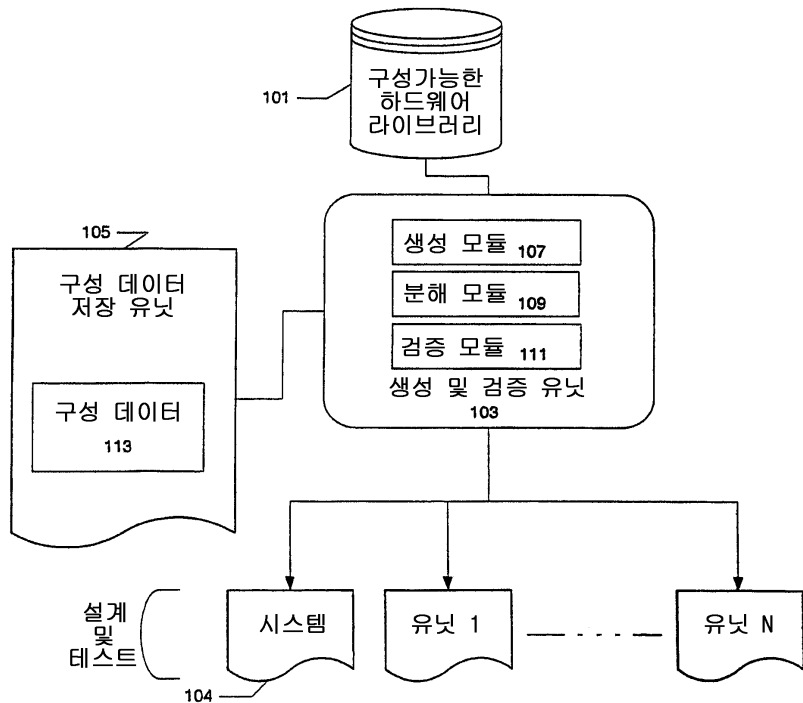 101
구성가능한
하드웨어
라이브러리
105
구성 데이터
저장 유닛
구성 데이터
113
생성 모듈 107
분해 모듈 109
검증 모듈 111
생성 및 검증 유닛
103
설계
및
테스트
시스템
유닛 1
유닛 N
104